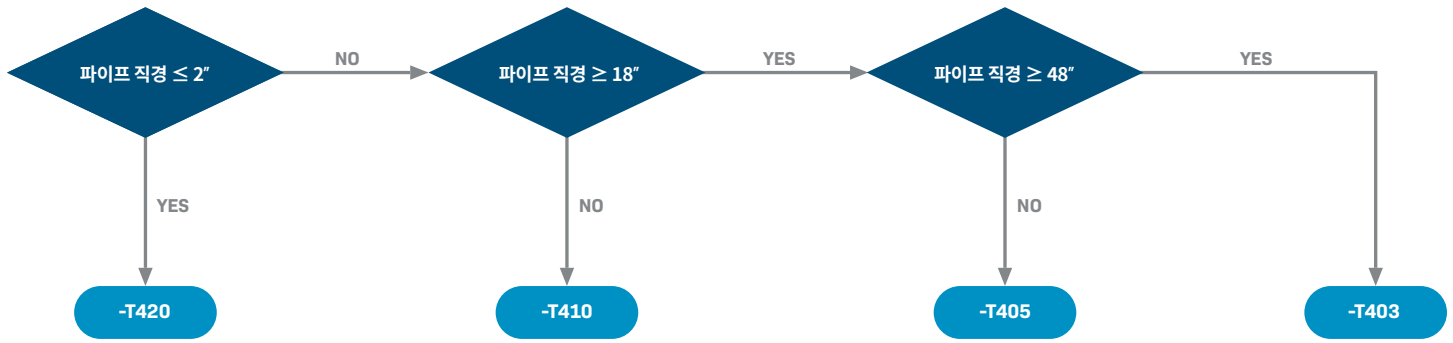 파이프 직경 ≤ 2″
NO
파이프 직경 ≥ 18″
YES
파이프 직경 ≥ 48″
YES
YES
NO
NO
-T420
-T410
-T405
-T403